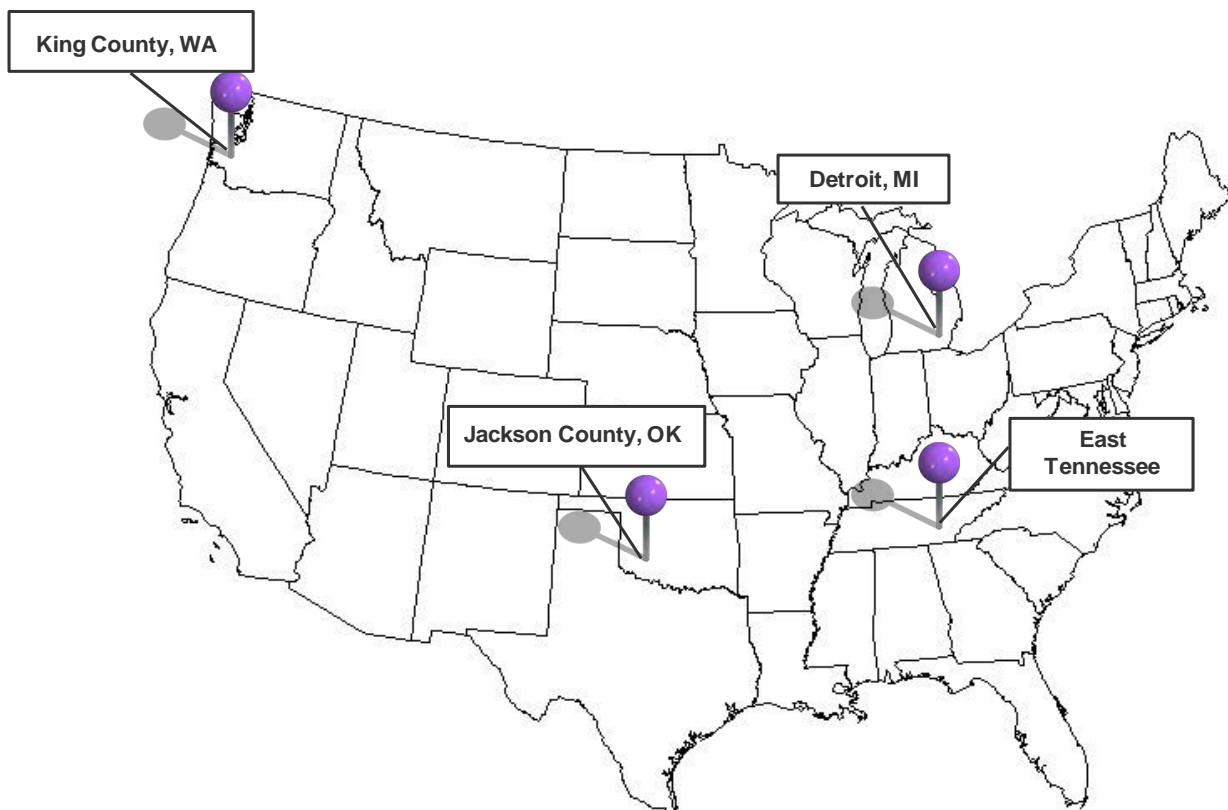 King County, WA
Detroit, MI
Jackson County, OK
East
Tennessee